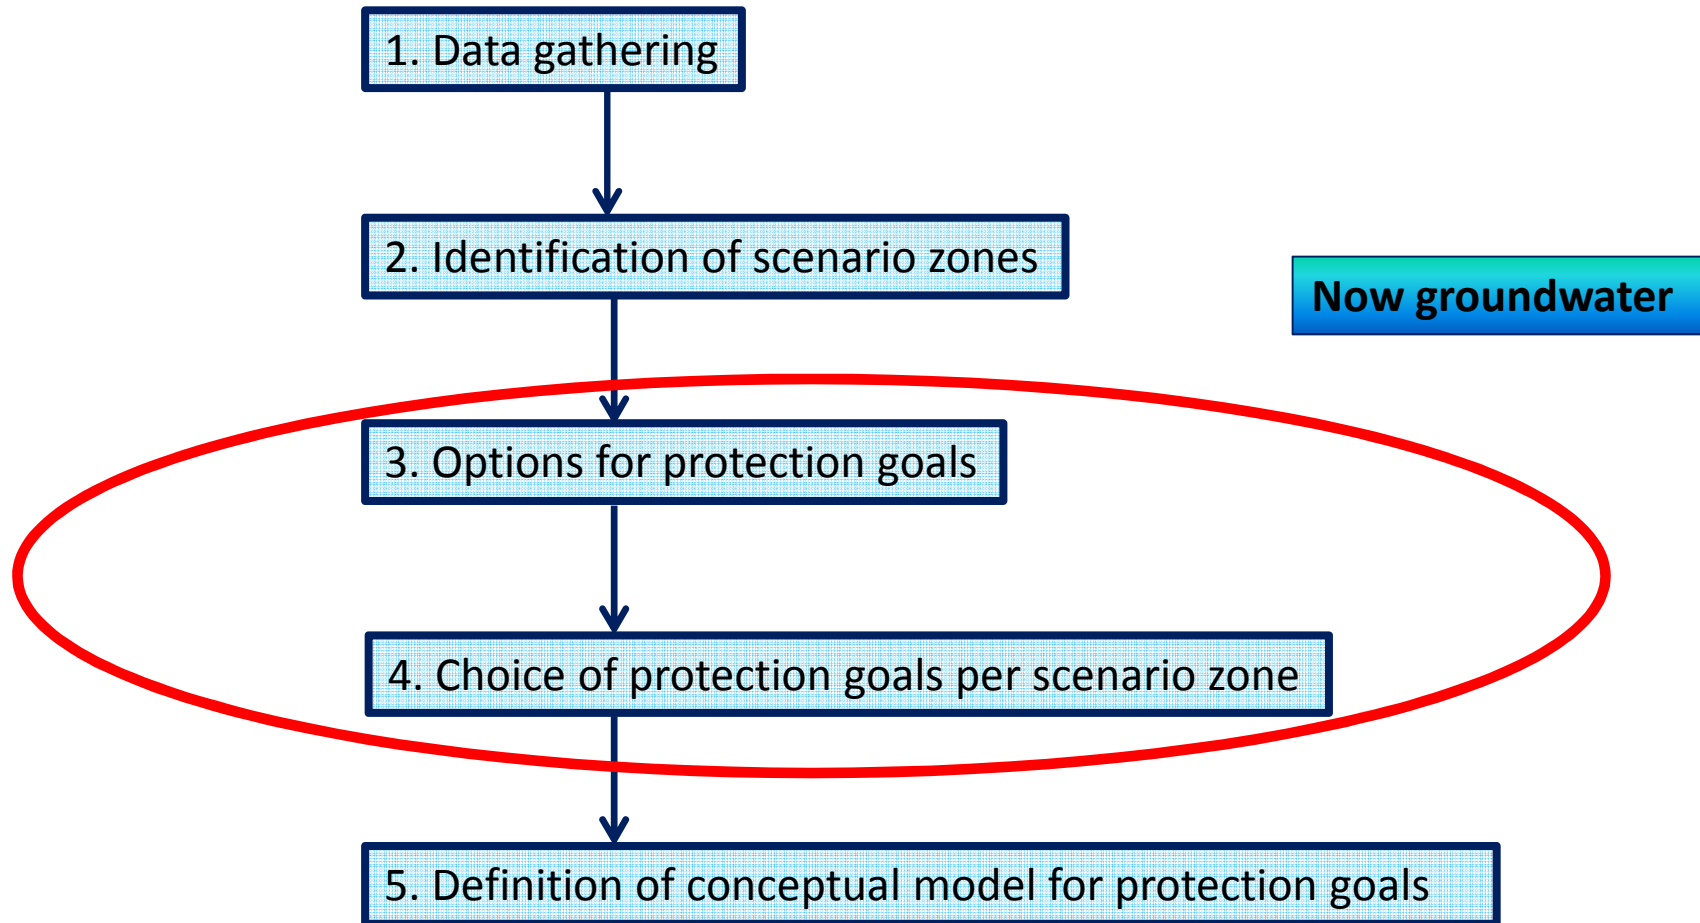 1. Data gathering
2. Identification of scenario zones
Now groundwater
3. Options for protection goals
4. Choice of protection goals per scenario zone
5. Definition of conceptual model for protection goals